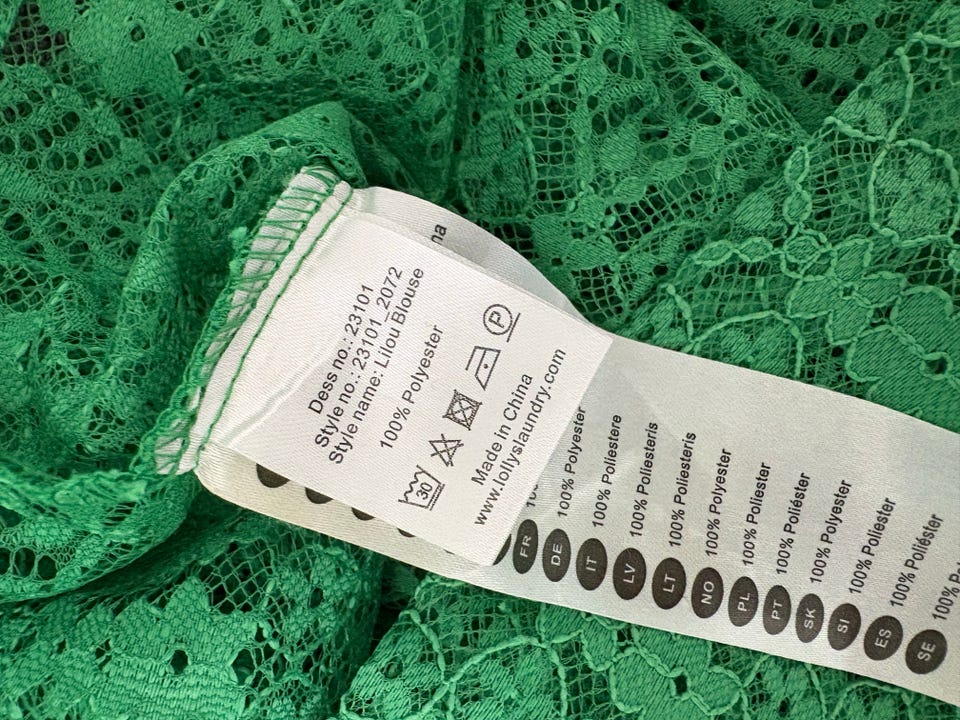 Dess no.: 23101
Style no.: 23101_2072
Style name: Lilou Blouse
100% Polyester
30
P
Made in China
www.lollyslaundry.com
na
FR
DE 100% Polyester
IT 100% Poliestere
LV 100% Poliesteris
LT 100% Poliesteris
NO 100% Polyester
PL 100% Poliester
PT 100% Poliéster
SK 100% Polyester
SI 100% Poliester
ES 100% Poliéster
SE 100%